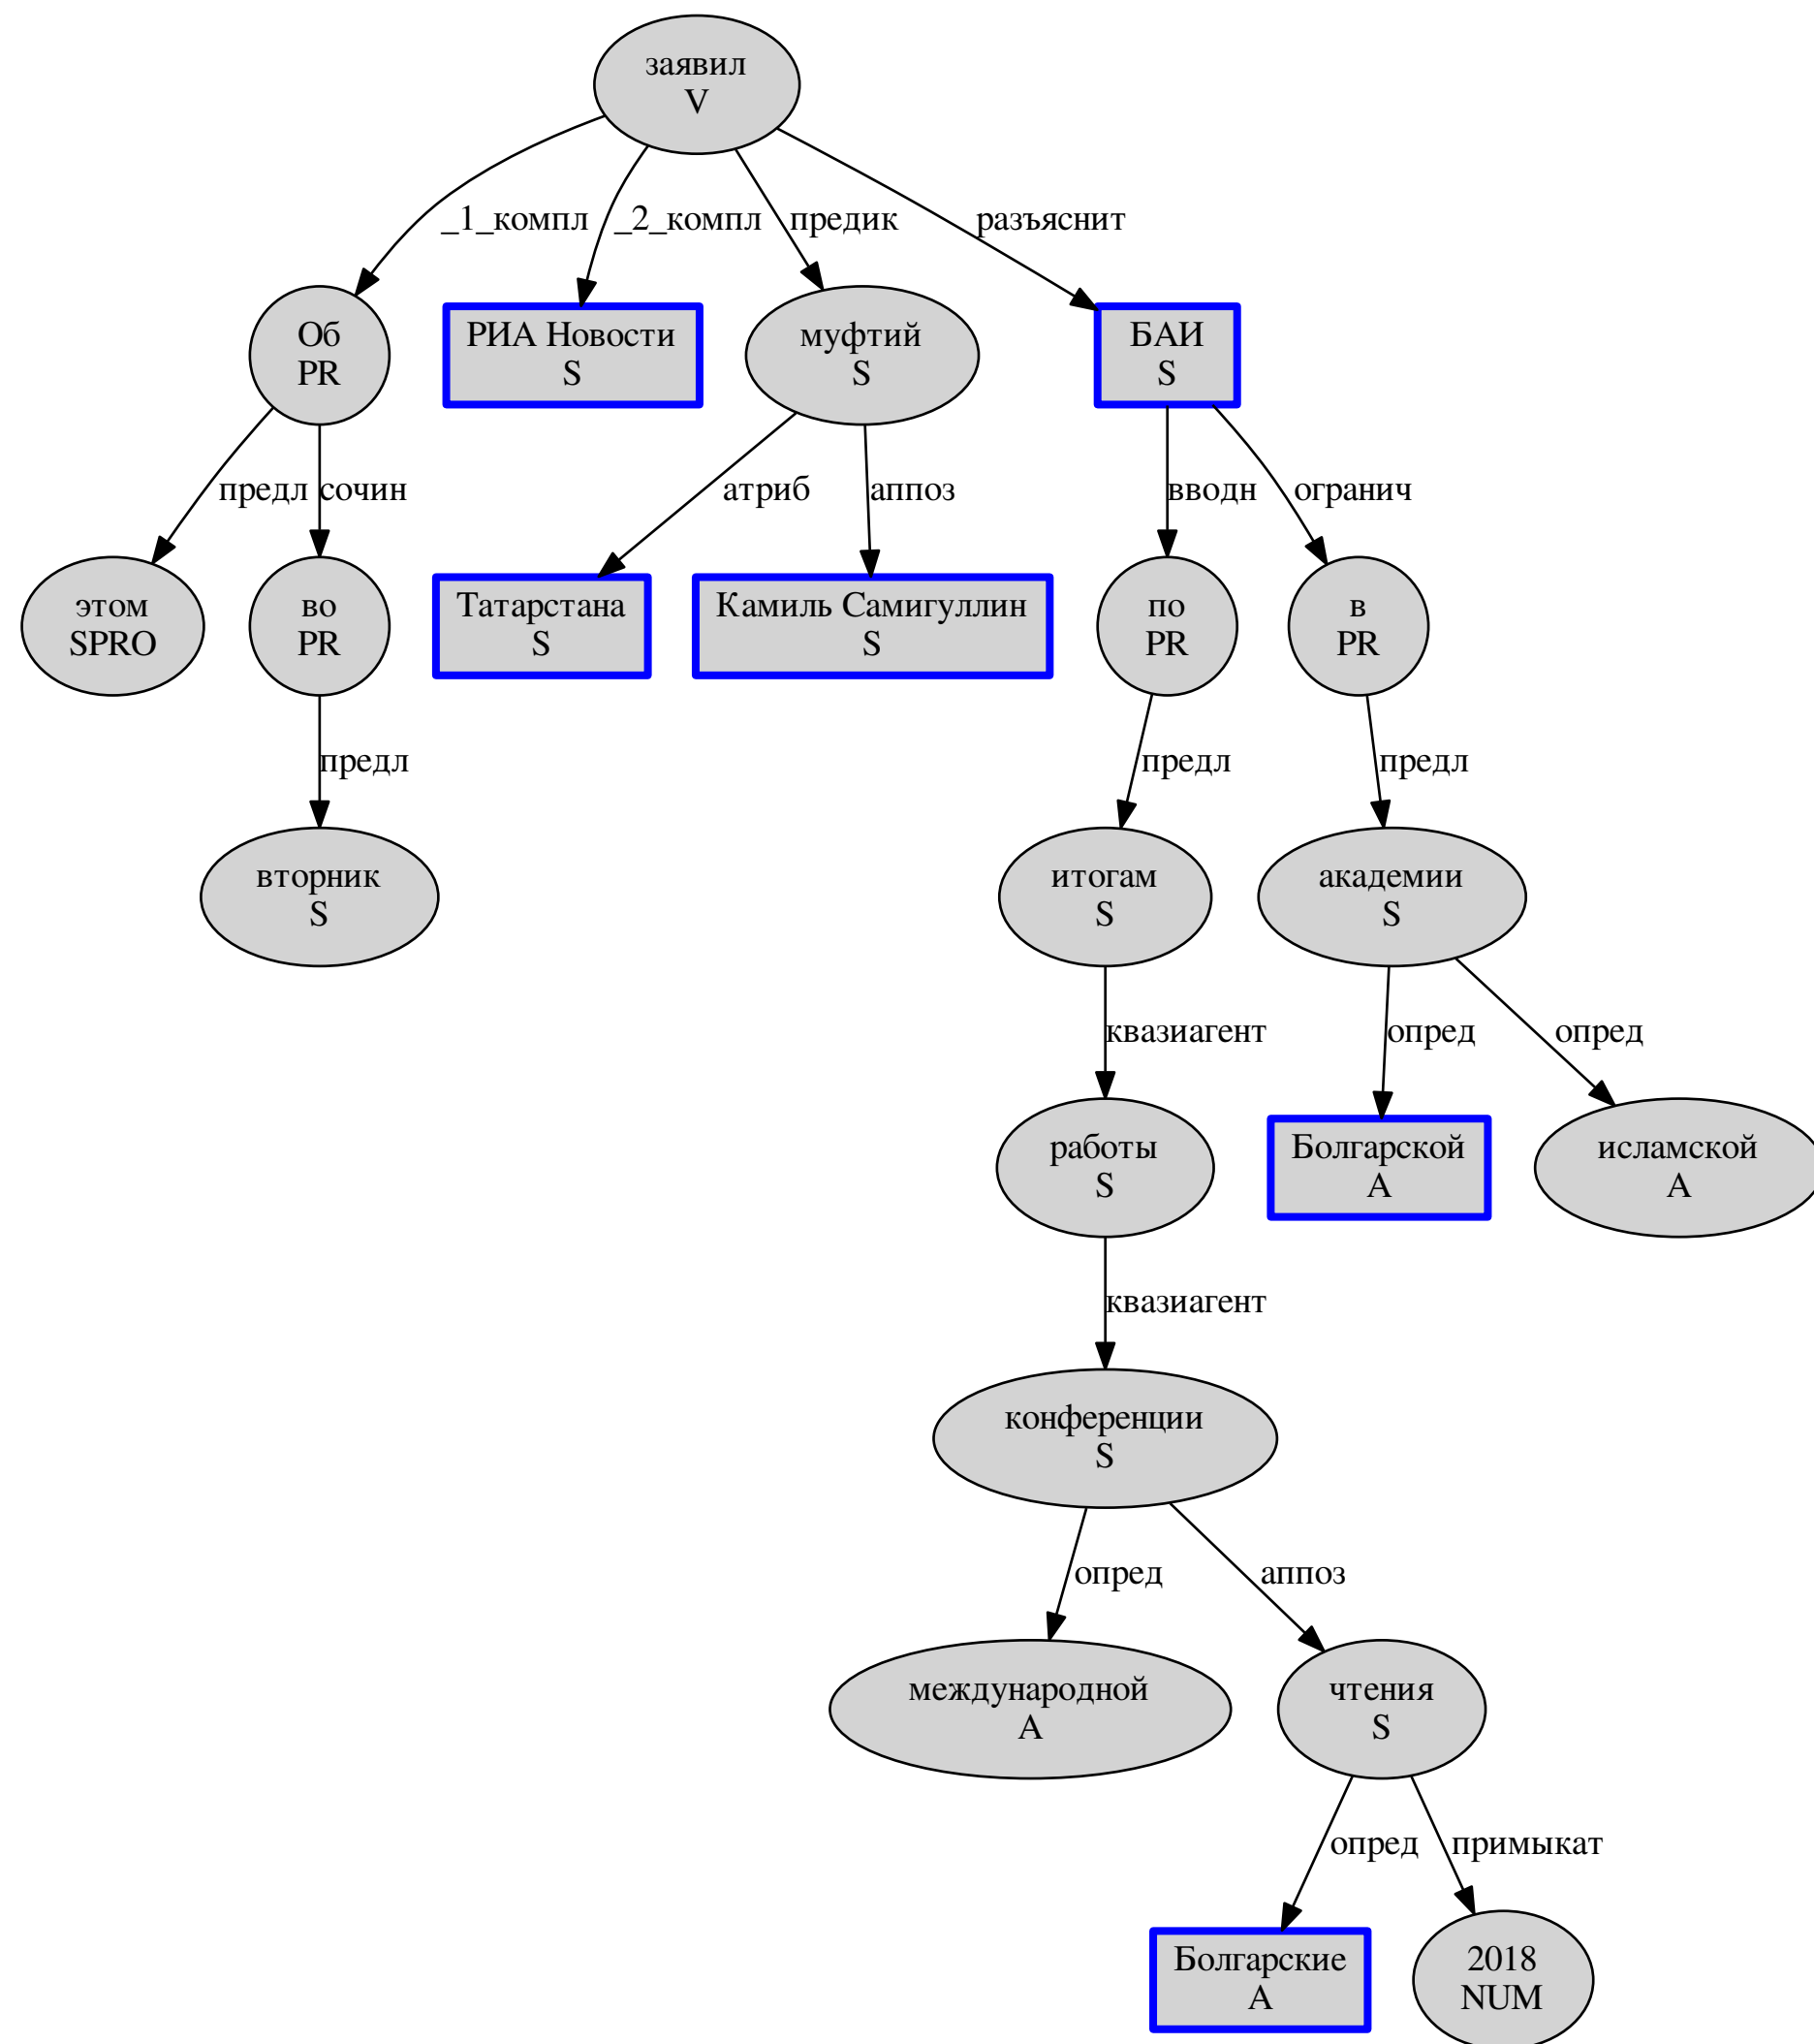 заявил
V
_1_компл
_2_компл
предик
разъяснит
Об
PR
РИА Новости
S
муфтий
S
БАИ
S
предл
сочин
атриб
аппоз
вводн
огранич
этом
SPRO
во
PR
Татарстана
S
Камиль Самигуллин
S
по
PR
в
PR
предл
предл
предл
вторник
S
итогам
S
академии
S
квазиагент
опред
опред
работы
S
Болгарской
A
исламской
A
квазиагент
конференции
S
опред
аппоз
международной
A
чтения
S
опред
примыкат
Болгарские
A
2018
NUM